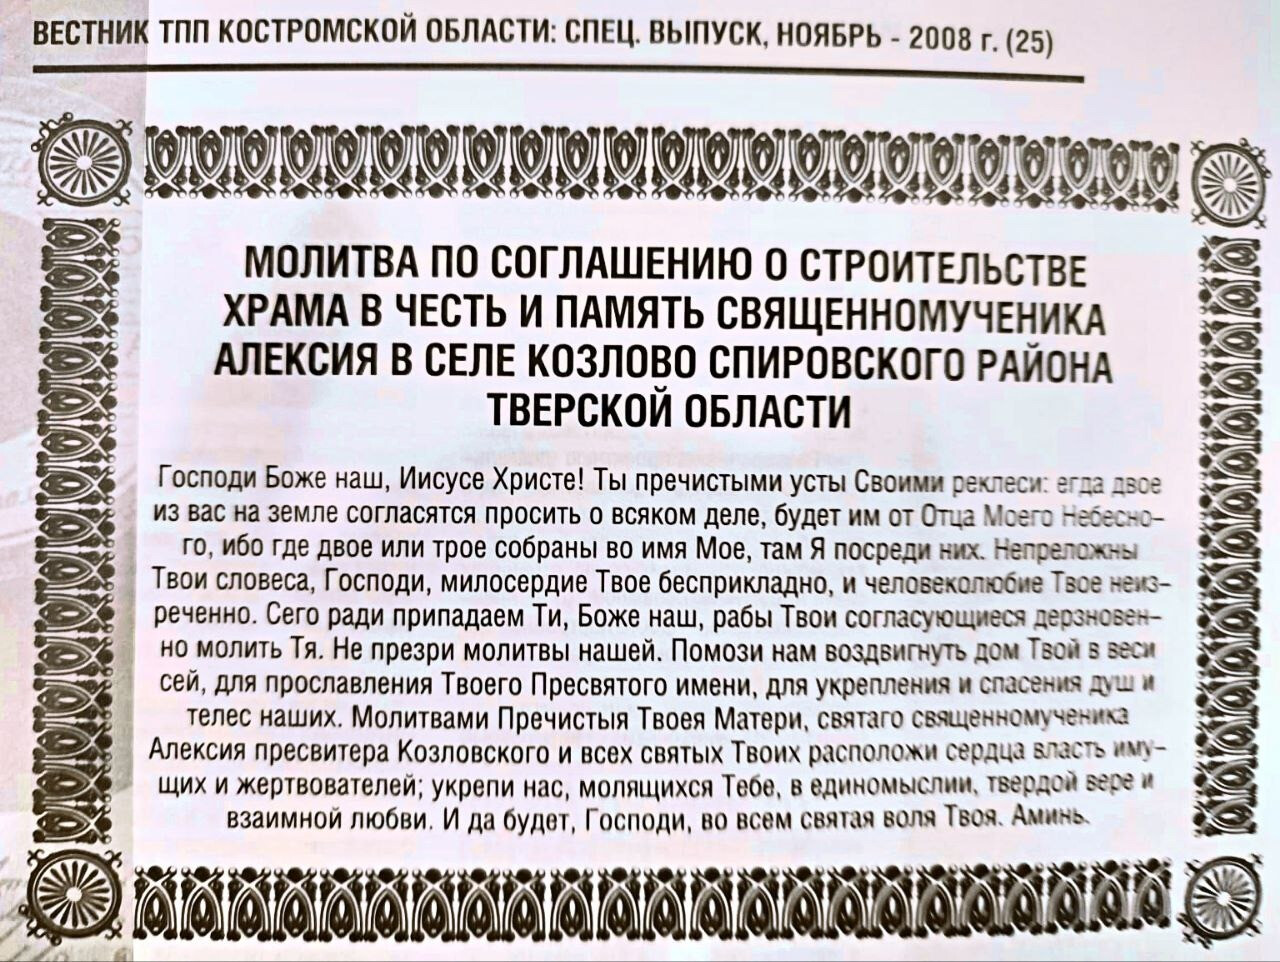 ВЕСТНИК ТПП КОСТРОМСКОЙ ОБЛАСТИ: СПЕЦ. ВЫПУСК, НОЯБРЬ - 2008 г. (25)
МОЛИТВА ПО СОГЛАШЕНИЮ О СТРОИТЕЛЬСТВЕ
ХРАМА В ЧЕСТЬ И ПАМЯТЬ СВЯЩЕННОМУЧЕНИКА
АЛЕКСИЯ В СЕЛЕ КОЗЛОВО СПИРОВСКОГО РАЙОНА
ТВЕРСКОЙ ОБЛАСТИ
Господи Боже наш, Иисусе Христе! Ты пречистыми усты Своими реклеси: егда двое
из вас на земле согласятся просить о всяком деле, будет им от Отца Моего Небесно-
го, ибо где двое или трое собраны во имя Мое, там Я посреди них. Непреложны
Твои словеса, Господи, милосердие Твое бесприкладно, и человеколюбие Твое неиз-
реченно. Сего ради припадаем Ти, Боже наш, рабы Твои согласующиеся дерзновен-
но молить Тя. Не презри молитвы нашей. Помози нам воздвигнуть дом Твой в веси
сей, для прославления Твоего Пресвятого имени, для укрепления и спасения душ и
телес наших. Молитвами Пречистыя Твоея Матери, святаго священномученика
Алексия пресвитера Козловского и всех святых Твоих расположи сердца власть иму-
щих и жертвователей; укрепи нас, молящихся Тебе, в единомыслии, твердой вере и
взаимной любви. И да будет, Господи, во всем святая воля Твоя. Аминь.